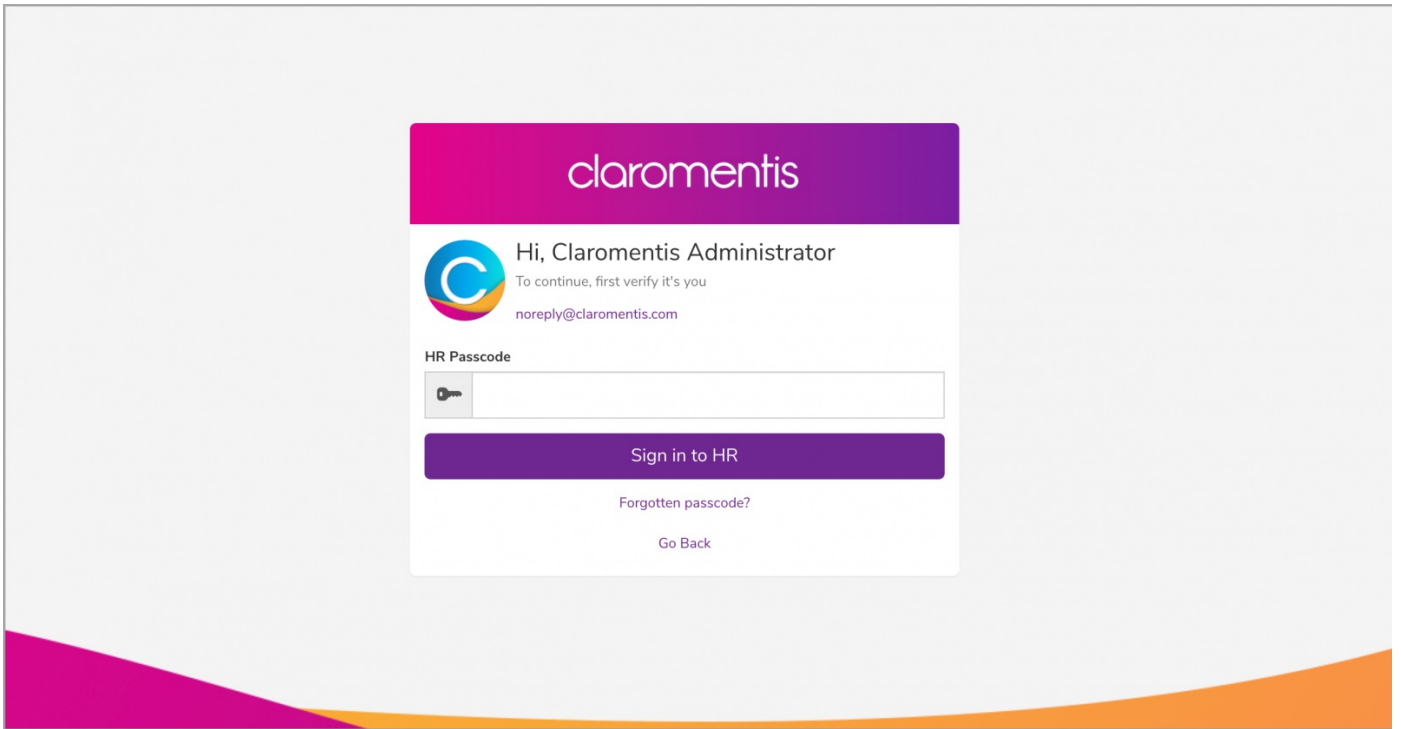 claromentis
Hi, Claromentis Administrator
To continue, first verify it's you
noreply@claromentis.com
HR Passcode
Sign in to HR
Forgotten passcode?
Go Back